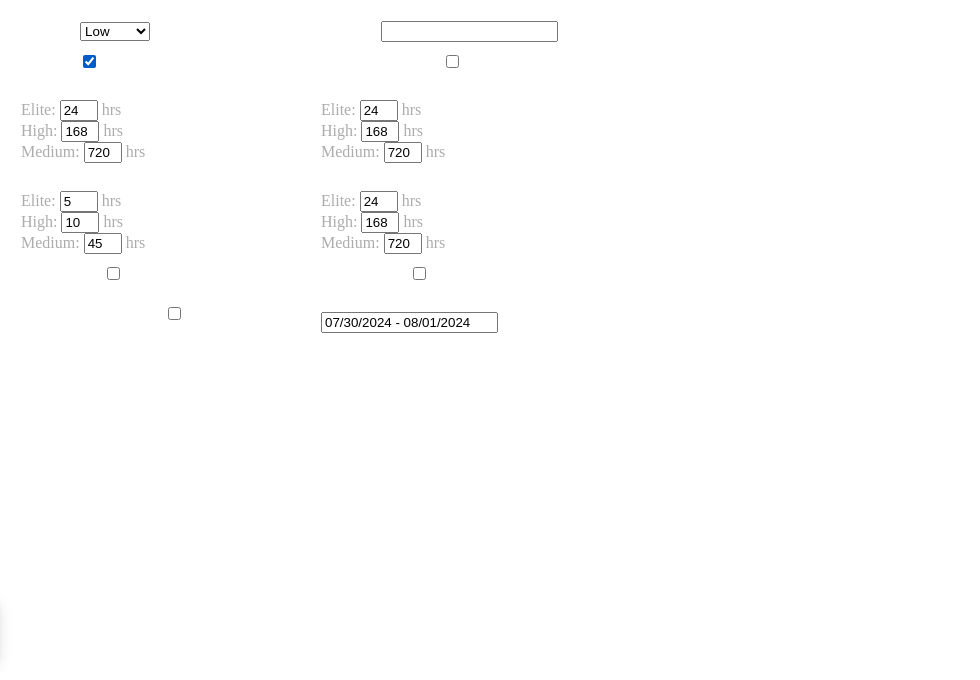 Low
Elite: 24 hrs
High: 168 hrs
Medium: 720 hrs
Elite: 24 hrs
High: 168 hrs
Medium: 720 hrs
Elite: 5 hrs
High: 10 hrs
Medium: 45 hrs
Elite: 24 hrs
High: 168 hrs
Medium: 720 hrs
07/30/2024 - 08/01/2024